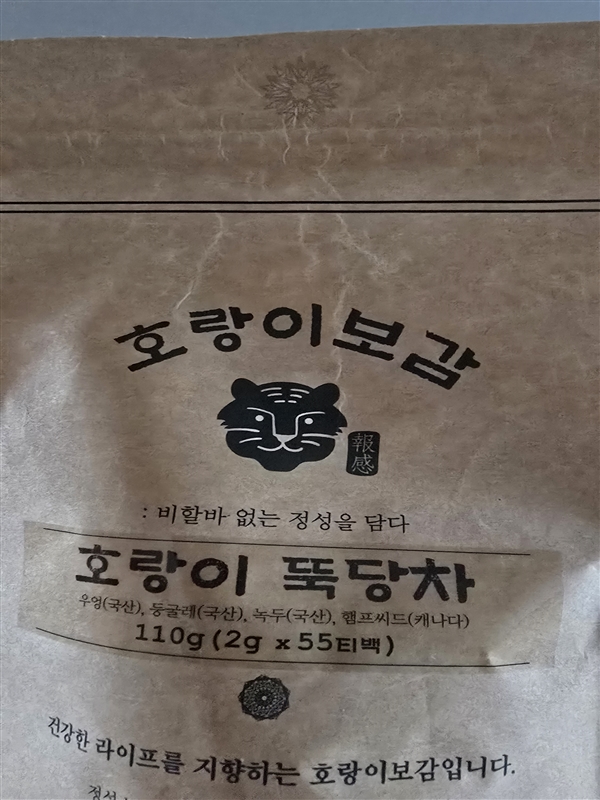 호랑이보감
報感
: 비할바 없는 정성을 담다
호랑이 뚝당차
우엉(국산), 둥굴레(국산), 녹두(국산), 햄프씨드(캐나다)
110g(2g x 55티백)
건강한 라이프를 지향하는 호랑이보감입니다.
정성